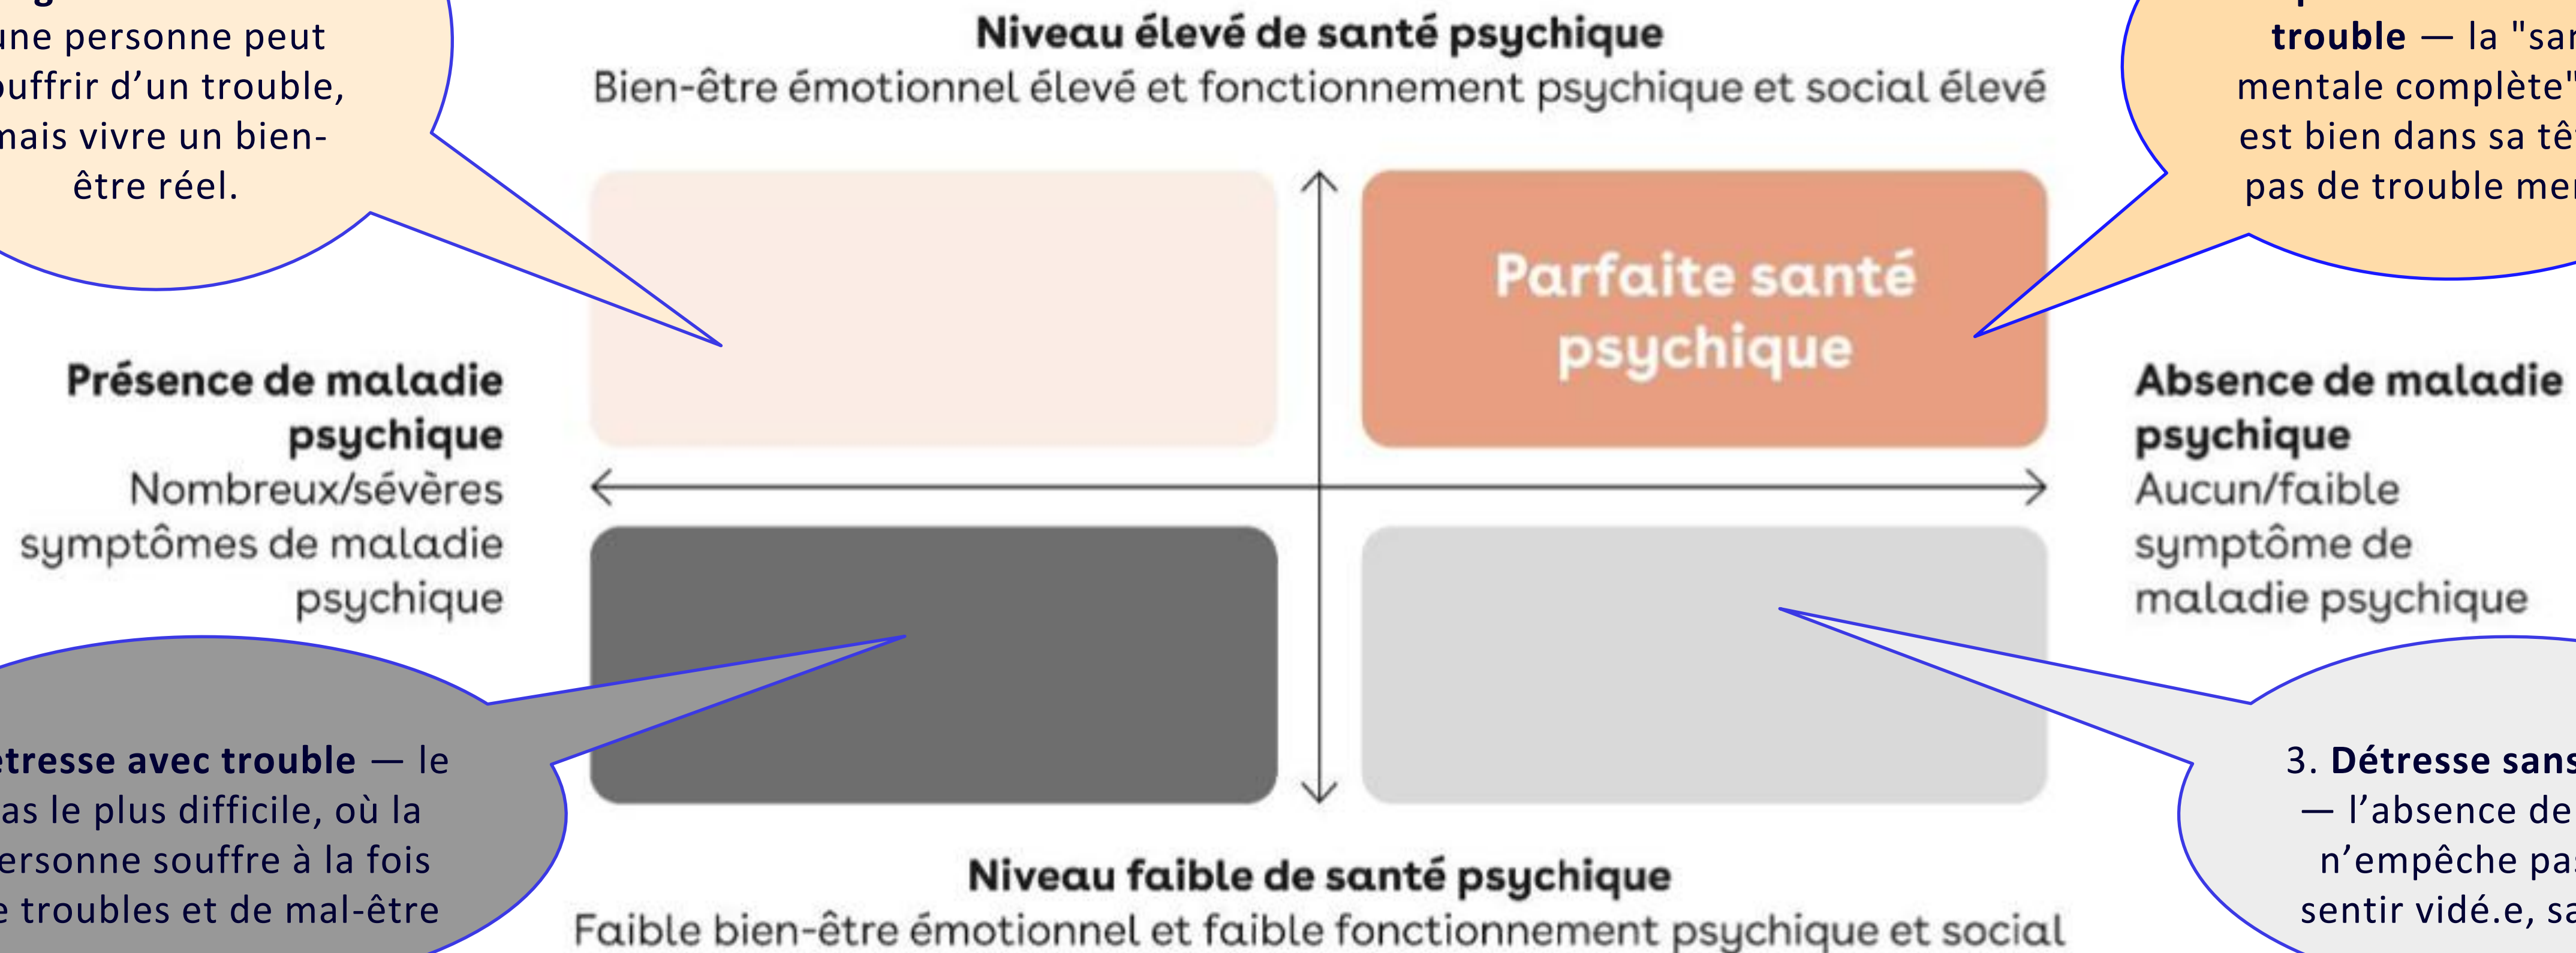 une personne peut
souffrir d’un trouble,
mais vivre un bien-
être réel.
Niveau élevé de santé psychique
Bien-être émotionnel élevé et fonctionnement psychique et social élevé
trouble — la "san
mentale complète"
est bien dans sa tê
pas de trouble men
Parfaite santé
psychique
Présence de maladie
psychique
Nombreux/sévères
symptômes de maladie
psychique
Absence de maladie
psychique
Aucun/faible
symptôme de
maladie psychique
étresse avec trouble — le
as le plus difficile, où la
ersonne souffre à la fois
e troubles et de mal-être
3. Détresse sans
— l’absence de
n’empêche pas
sentir vidé.e, sa
Niveau faible de santé psychique
Faible bien-être émotionnel et faible fonctionnement psychique et social